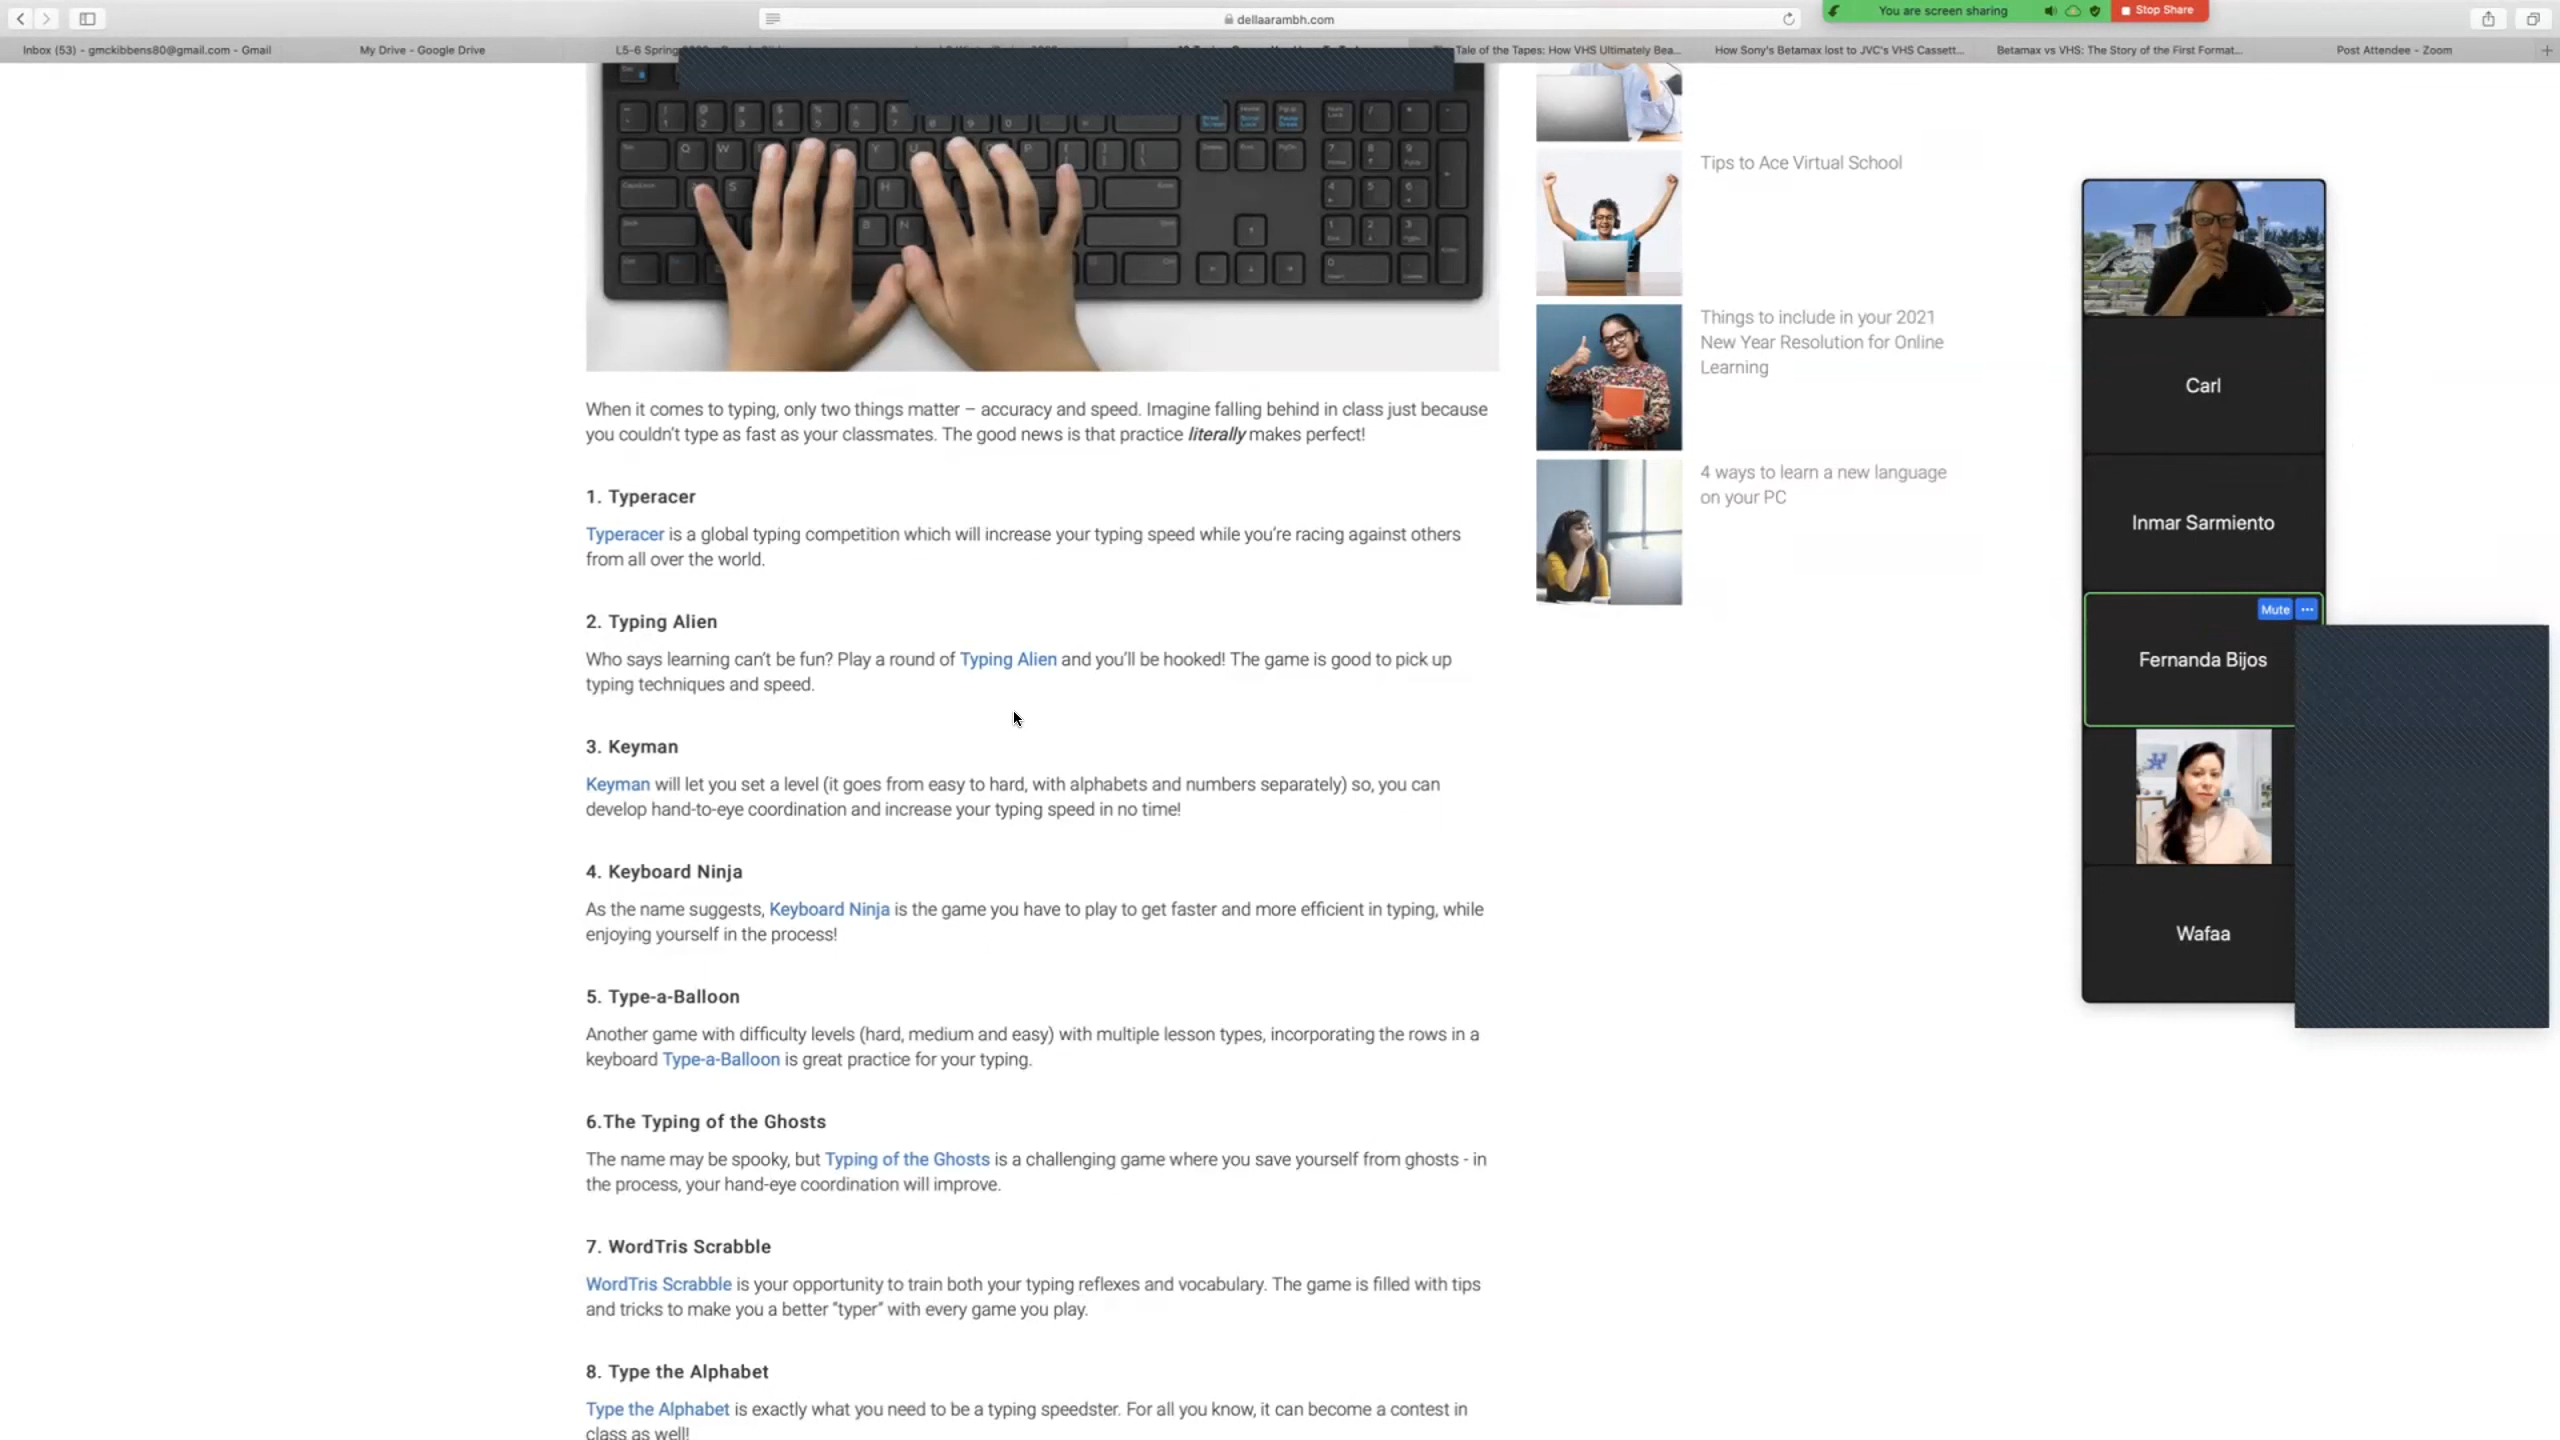 dellaarambh.com
You are screen sharing
Stop Share
Inbox (53) - gmckibbens80@gmail.com - Gmail
My Drive - Google Drive
L5-6 Spring
Tale of the Tapes: How VHS Ultimately Bea...
How Sony's Betamax lost to JVC's VHS Cassett...
Betamax vs VHS: The Story of the First Format...
Post Attendee - Zoom
When it comes to typing, only two things matter – accuracy and speed. Imagine falling behind in class just because
you couldn't type as fast as your classmates. The good news is that practice literally makes perfect!
1. Typeracer
Typeracer is a global typing competition which will increase your typing speed while you're racing against others
from all over the world.
2. Typing Alien
Who says learning can't be fun? Play a round of Typing Alien and you'll be hooked! The game is good to pick up
typing techniques and speed.
3. Keyman
Keyman will let you set a level (it goes from easy to hard, with alphabets and numbers separately) so, you can
develop hand-to-eye coordination and increase your typing speed in no time!
4. Keyboard Ninja
As the name suggests, Keyboard Ninja is the game you have to play to get faster and more efficient in typing, while
enjoying yourself in the process!
5. Type-a-Balloon
Another game with difficulty levels (hard, medium and easy) with multiple lesson types, incorporating the rows in a
keyboard Type-a-Balloon is great practice for your typing.
6.The Typing of the Ghosts
The name may be spooky, but Typing of the Ghosts is a challenging game where you save yourself from ghosts - in
the process, your hand-eye coordination will improve.
7. WordTris Scrabble
WordTris Scrabble is your opportunity to train both your typing reflexes and vocabulary. The game is filled with tips
and tricks to make you a better “typer” with every game you play.
8. Type the Alphabet
Type the Alphabet is exactly what you need to be a typing speedster. For all you know, it can become a contest in
class as well!
Tips to Ace Virtual School
Things to include in your 2021
New Year Resolution for Online
Learning
4 ways to learn a new language
on your PC
Carl
Inmar Sarmiento
Mute
Fernanda Bijos
Wafaa